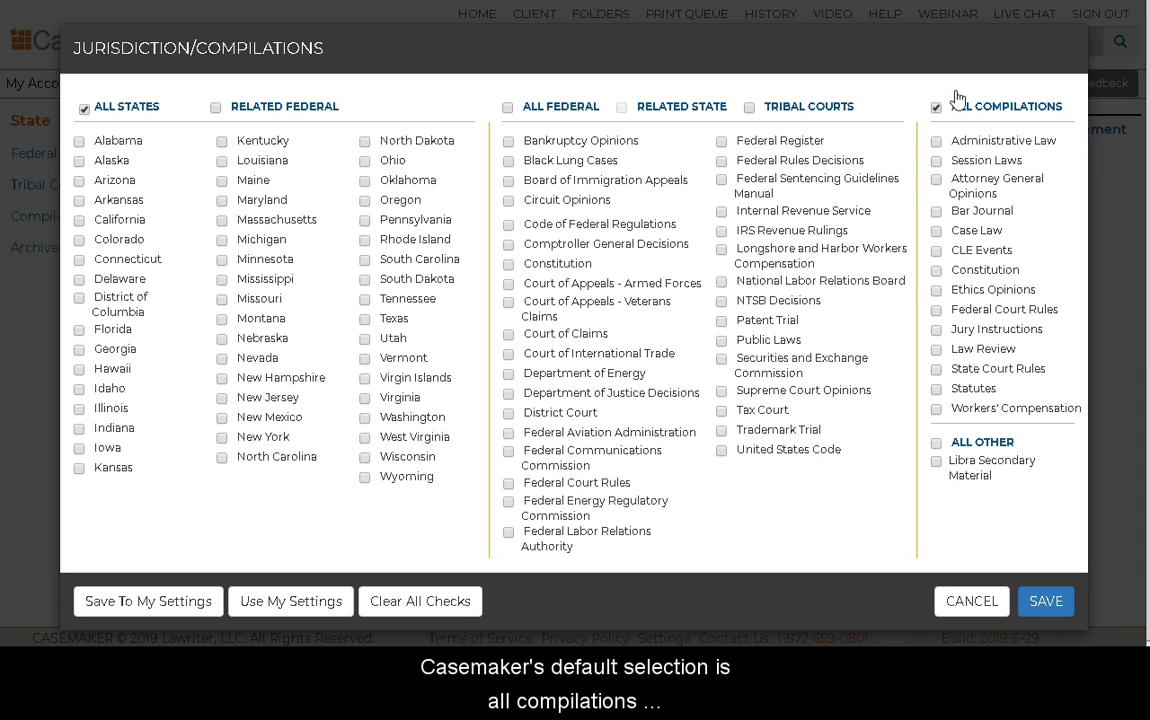 HOME CLIENT FOLDERS PRINT QUEUE HISTORY VIDEO HELP WEBINAR LIVE CHAT SIGN OUT
Ca
JURISDICTION/COMPILATIONS
My Acco
edback
ALL STATES RELATED FEDERAL ALL FEDERAL RELATED STATE TRIBAL COURTS COMPILATIONS
State
ement
Federal
Tribal C
Compila
Archive
Alabama
Alaska
Arizona
Arkansas
California
Colorado
Connecticut
Delaware
District of
Columbia
Florida
Georgia
Hawaii
Idaho
Illinois
Indiana
Iowa
Kansas
Kentucky
Louisiana
Maine
Maryland
Massachusetts
Michigan
Minnesota
Mississippi
Missouri
Montana
Nebraska
Nevada
New Hampshire
New Jersey
New Mexico
New York
North Carolina
North Dakota
Ohio
Oklahoma
Oregon
Pennsylvania
Rhode Island
South Carolina
South Dakota
Tennessee
Texas
Utah
Vermont
Virgin Islands
Virginia
Washington
West Virginia
Wisconsin
Wyoming
Bankruptcy Opinions
Black Lung Cases
Board of Immigration Appeals
Circuit Opinions
Code of Federal Regulations
Comptroller General Decisions
Constitution
Court of Appeals - Armed Forces
Court of Appeals - Veterans
Claims
Court of Claims
Court of International Trade
Department of Energy
Department of Justice Decisions
District Court
Federal Aviation Administration
Federal Communications
Commission
Federal Court Rules
Federal Energy Regulatory
Commission
Federal Labor Relations
Authority
Federal Register
Federal Rules Decisions
Federal Sentencing Guidelines
Manual
Internal Revenue Service
IRS Revenue Rulings
Longshore and Harbor Workers
Compensation
National Labor Relations Board
NTSB Decisions
Patent Trial
Public Laws
Securities and Exchange
Commission
Supreme Court Opinions
Tax Court
Trademark Trial
United States Code
Administrative Law
Session Laws
Attorney General
Opinions
Bar Journal
Case Law
CLE Events
Constitution
Ethics Opinions
Federal Court Rules
Jury Instructions
Law Review
State Court Rules
Statutes
Workers' Compensation
ALL OTHER
Libra Secondary
Material
Save To My Settings Use My Settings Clear All Checks CANCEL SAVE
CASEMAKER © 2019 Lawriter, LLC. All Rights Reserved. Terms of Service Privacy Policy Settings Contact Us 1-877-659-0801 Build: 2019-5-29
Casemaker's default selection is
all compilations ...